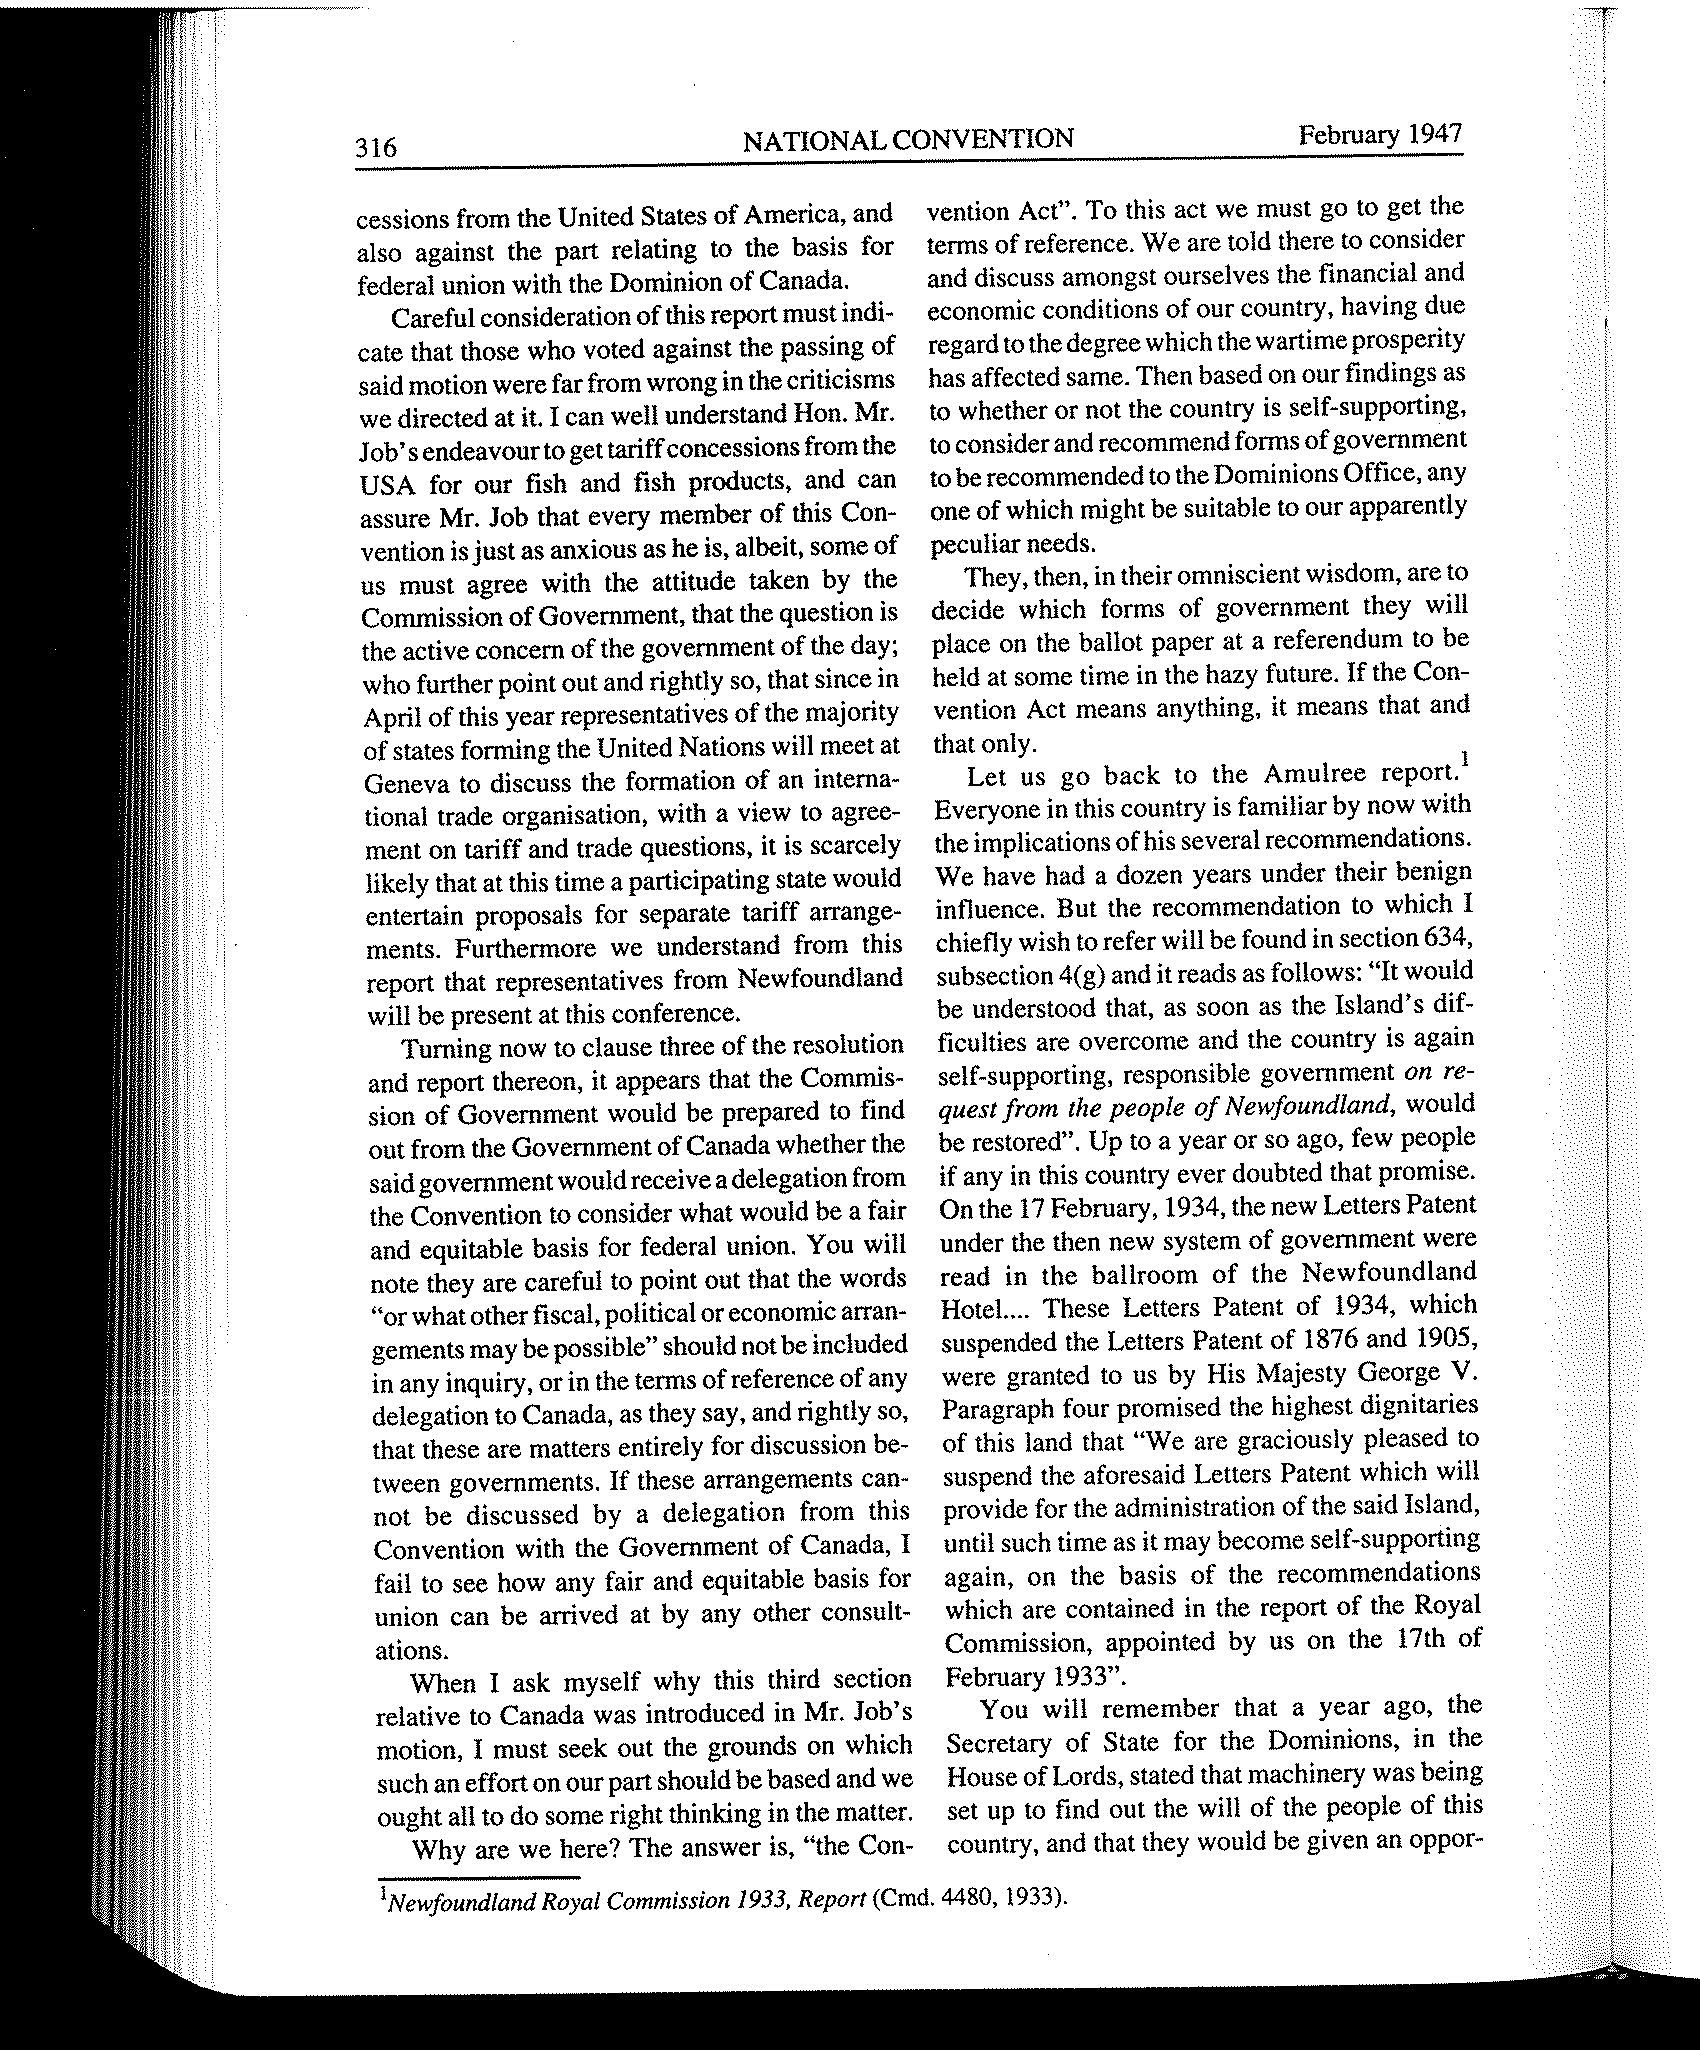 316
NATIONAL CONVENTION
February 1947
cessions from the United States of America, and
also against the part relating to the basis for
federal union with the Dominion of Canada.
Careful consideration of this report must indi-
cate that those who voted against the passing of
said motion were far from wrong in the criticisms
we directed at it. I can well understand Hon. Mr.
Job's endeavour to get tariff concessions from the
USA for our fish and fish products, and can
assure Mr. Job that every member of this Con-
vention is just as anxious as he is, albeit, some of
us must agree with the attitude taken by the
Commission of Government, that the question is
the active concern of the government of the day;
who further point out and rightly so, that since in
April of this year representatives of the majority
of states forming the United Nations will meet at
Geneva to discuss the formation of an interna-
tional trade organisation, with a view to agree-
ment on tariff and trade questions, it is scarcely
likely that at this time a participating state would
entertain proposals for separate tariff arrange-
ments. Furthermore we understand from this
report that representatives from Newfoundland
will be present at this conference.
Turning now to clause three of the resolution
and report thereon, it appears that the Commis-
sion of Government would be prepared to find
out from the Government of Canada whether the
said government would receive a delegation from
the Convention to consider what would be a fair
and equitable basis for federal union. You will
note they are careful to point out that the words
“or what other fiscal, political or economic arran-
gements may be possible” should not be included
in any inquiry, or in the terms of reference of any
delegation to Canada, as they say, and rightly so,
that these are matters entirely for discussion be-
tween governments. If these arrangements can-
not be discussed by a delegation from this
Convention with the Government of Canada, I
fail to see how any fair and equitable basis for
union can be arrived at by any other consult-
ations.
When I ask myself why this third section
relative to Canada was introduced in Mr. Job's
motion, I must seek out the grounds on which
such an effort on our part should be based and we
ought all to do some right thinking in the matter.
Why are we here? The answer is, “the Con-
vention Act”. To this act we must go to get the
terms of reference. We are told there to consider
and discuss amongst ourselves the financial and
economic conditions of our country, having due
regard to the degree which the wartime prosperity
has affected same. Then based on our findings as
to whether or not the country is self-supporting,
to consider and recommend forms of government
to be recommended to the Dominions Office, any
one of which might be suitable to our apparently
peculiar needs.
They, then, in their omniscient wisdom, are to
decide which forms of government they will
place on the ballot paper at a referendum to be
held at some time in the hazy future. If the Con-
vention Act means anything, it means that and
that only.
Let us go back to the Amulree report.1
Everyone in this country is familiar by now with
the implications of his several recommendations.
We have had a dozen years under their benign
influence. But the recommendation to which I
chiefly wish to refer will be found in section 634,
subsection 4(g) and it reads as follows: “It would
be understood that, as soon as the Island's dif-
ficulties are overcome and the country is again
self-supporting, responsible government on re-
quest from the people of Newfoundland, would
be restored”. Up to a year or so ago, few people
if any in this country ever doubted that promise.
On the 17 February, 1934, the new Letters Patent
under the then new system of government were
read in the ballroom of the Newfoundland
Hotel.... These Letters Patent of 1934, which
suspended the Letters Patent of 1876 and 1905,
were granted to us by His Majesty George V.
Paragraph four promised the highest dignitaries
of this land that “We are graciously pleased to
suspend the aforesaid Letters Patent which will
provide for the administration of the said Island,
until such time as it may become self-supporting
again, on the basis of the recommendations
which are contained in the report of the Royal
Commission, appointed by us on the 17th of
February 1933”.
You will remember that a year ago, the
Secretary of State for the Dominions, in the
House of Lords, stated that machinery was being
set up to find out the will of the people of this
country, and that they would be given an oppor-
1Newfoundland Royal Commission 1933, Report (Cmd. 4480, 1933).